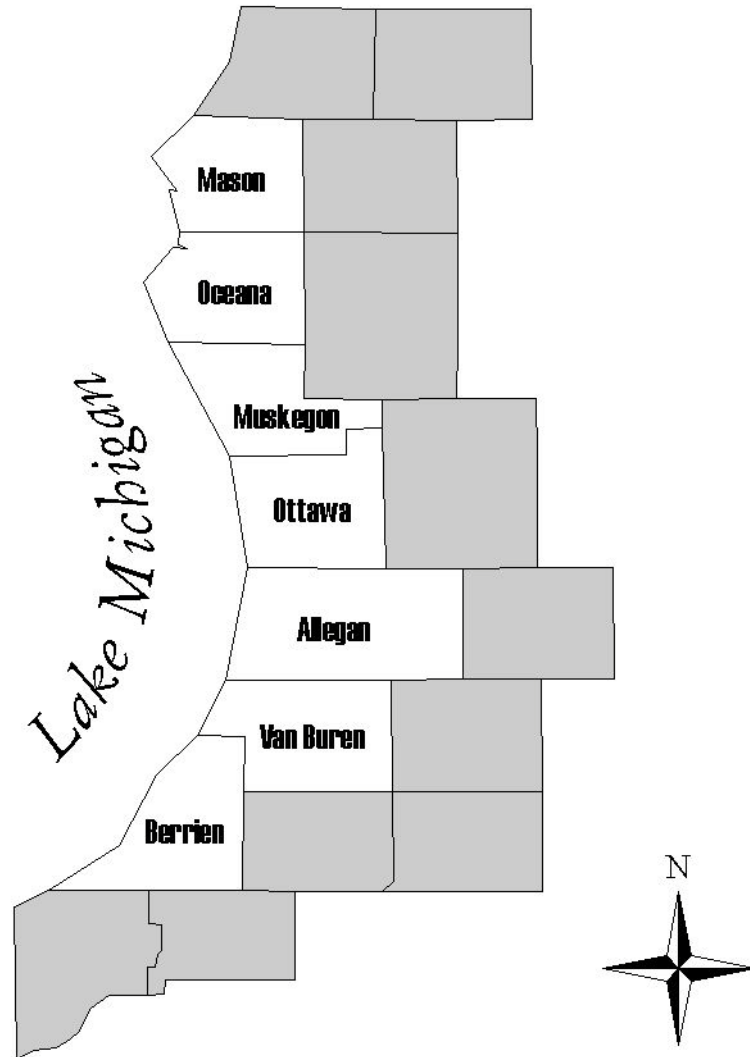 Mason
Oceana
Lake Michigan
Muskegon
Ottawa
Allegan
Van Buren
Berrien
N